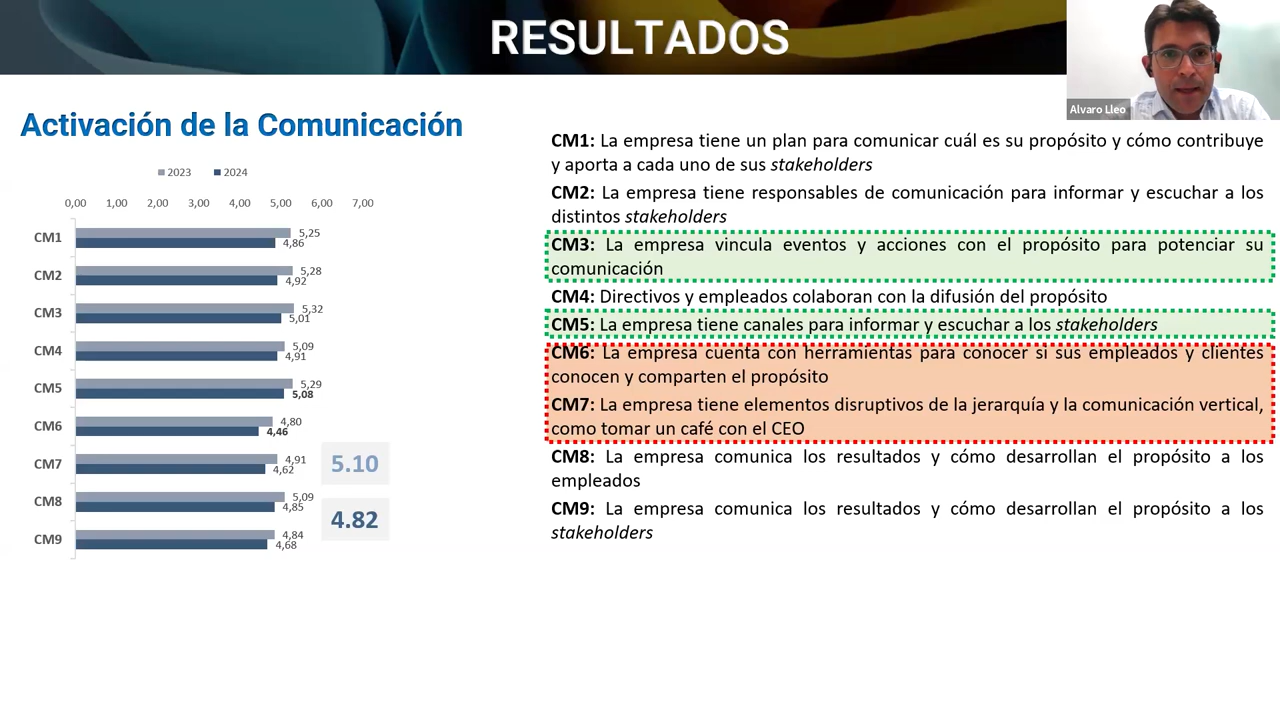 RESULTADOS
Alvaro Lleo
Activación de la Comunicación
2023 2024
0,00 1,00 2,00 3,00 4,00 5,00 6,00 7,00
CM1 5,25 4,86
CM2 5,28 4,92
CM3 5,32 5,01
CM4 5,09 4,91
CM5 5,29 5,08
CM6 4,80 4,46
CM7 4,91 4,62
CM8 5,09 4,85
CM9 4,84 4,68
5.10
4.82
CM1: La empresa tiene un plan para comunicar cuál es su propósito y cómo contribuye
y aporta a cada uno de sus stakeholders
CM2: La empresa tiene responsables de comunicación para informar y escuchar a los
distintos stakeholders
CM3: La empresa vincula eventos y acciones con el propósito para potenciar su
comunicación
CM4: Directivos y empleados colaboran con la difusión del propósito
CM5: La empresa tiene canales para informar y escuchar a los stakeholders
CM6: La empresa cuenta con herramientas para conocer si sus empleados y clientes
conocen y comparten el propósito
CM7: La empresa tiene elementos disruptivos de la jerarquía y la comunicación vertical,
como tomar un café con el CEO
CM8: La empresa comunica los resultados y cómo desarrollan el propósito a los
empleados
CM9: La empresa comunica los resultados y cómo desarrollan el propósito a los
stakeholders